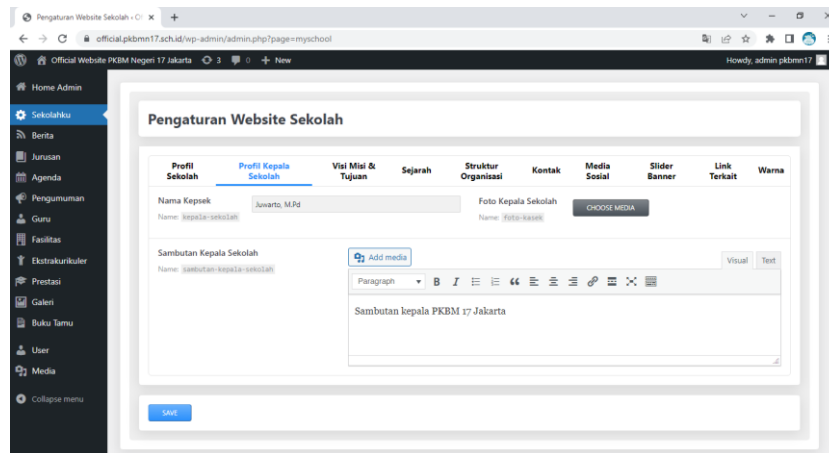 Pengaturan Website Sekolah ‹ O
official.pkbmn17.sch.id/wp-admin/admin.php?page=myschool
Official Website PKBM Negeri 17 Jakarta 3 0 + New
Howdy, admin pkbmn17
Home Admin
Sekolahku
Berita
Jurusan
Agenda
Pengumuman
Guru
Fasilitas
Ekstrakurikuler
Prestasi
Galeri
Buku Tamu
User
Media
Collapse menu
Pengaturan Website Sekolah
Profil Sekolah
Profil Kepala Sekolah
Visi Misi & Tujuan
Sejarah
Struktur Organisasi
Kontak
Media Sosial
Slider Banner
Link Terkait
Warna
Nama Kepsek
Name: kepala-sekolah
Juwarto, M.Pd
Foto Kepala Sekolah
Name: foto-kasek
CHOOSE MEDIA
Sambutan Kepala Sekolah
Name: sambutan-kepala-sekolah
Add media
Visual Text
Paragraph B I
Sambutan kepala PKBM 17 Jakarta
SAVE